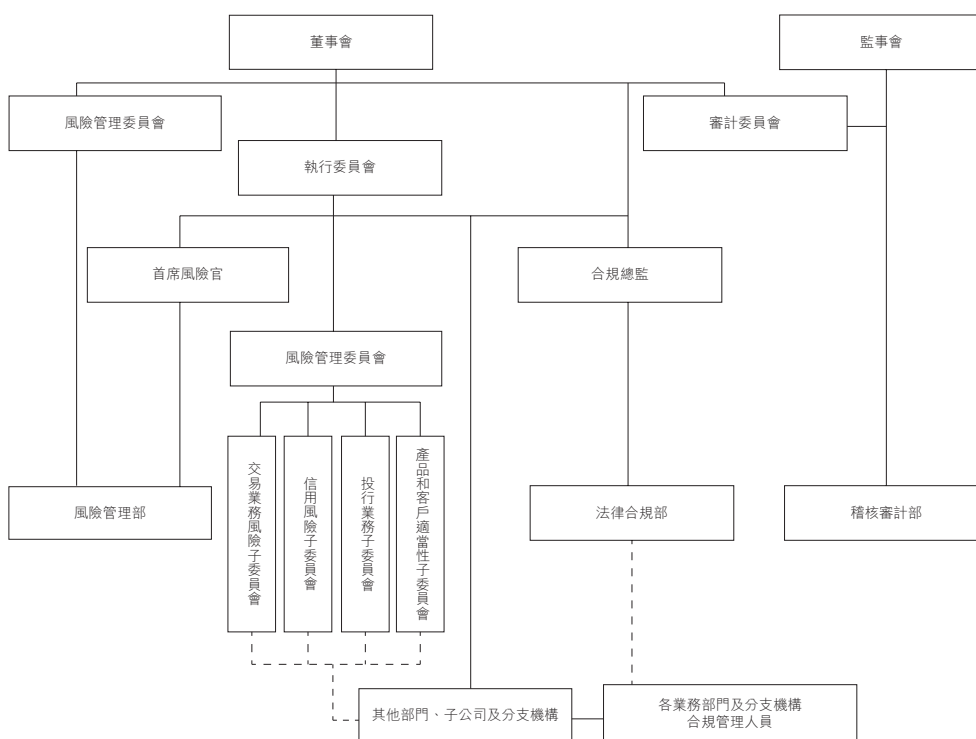 董事會
監事會
風險管理委員會
審計委員會
執行委員會
首席風險官
合規總監
風險管理委員會
交易業務風險子委員會
信用風險子委員會
投行業務子委員會
產品和客戶適當性子委員會
風險管理部
法律合規部
稽核審計部
其他部門、子公司及分支機構
各業務部門及分支機構
合規管理人員